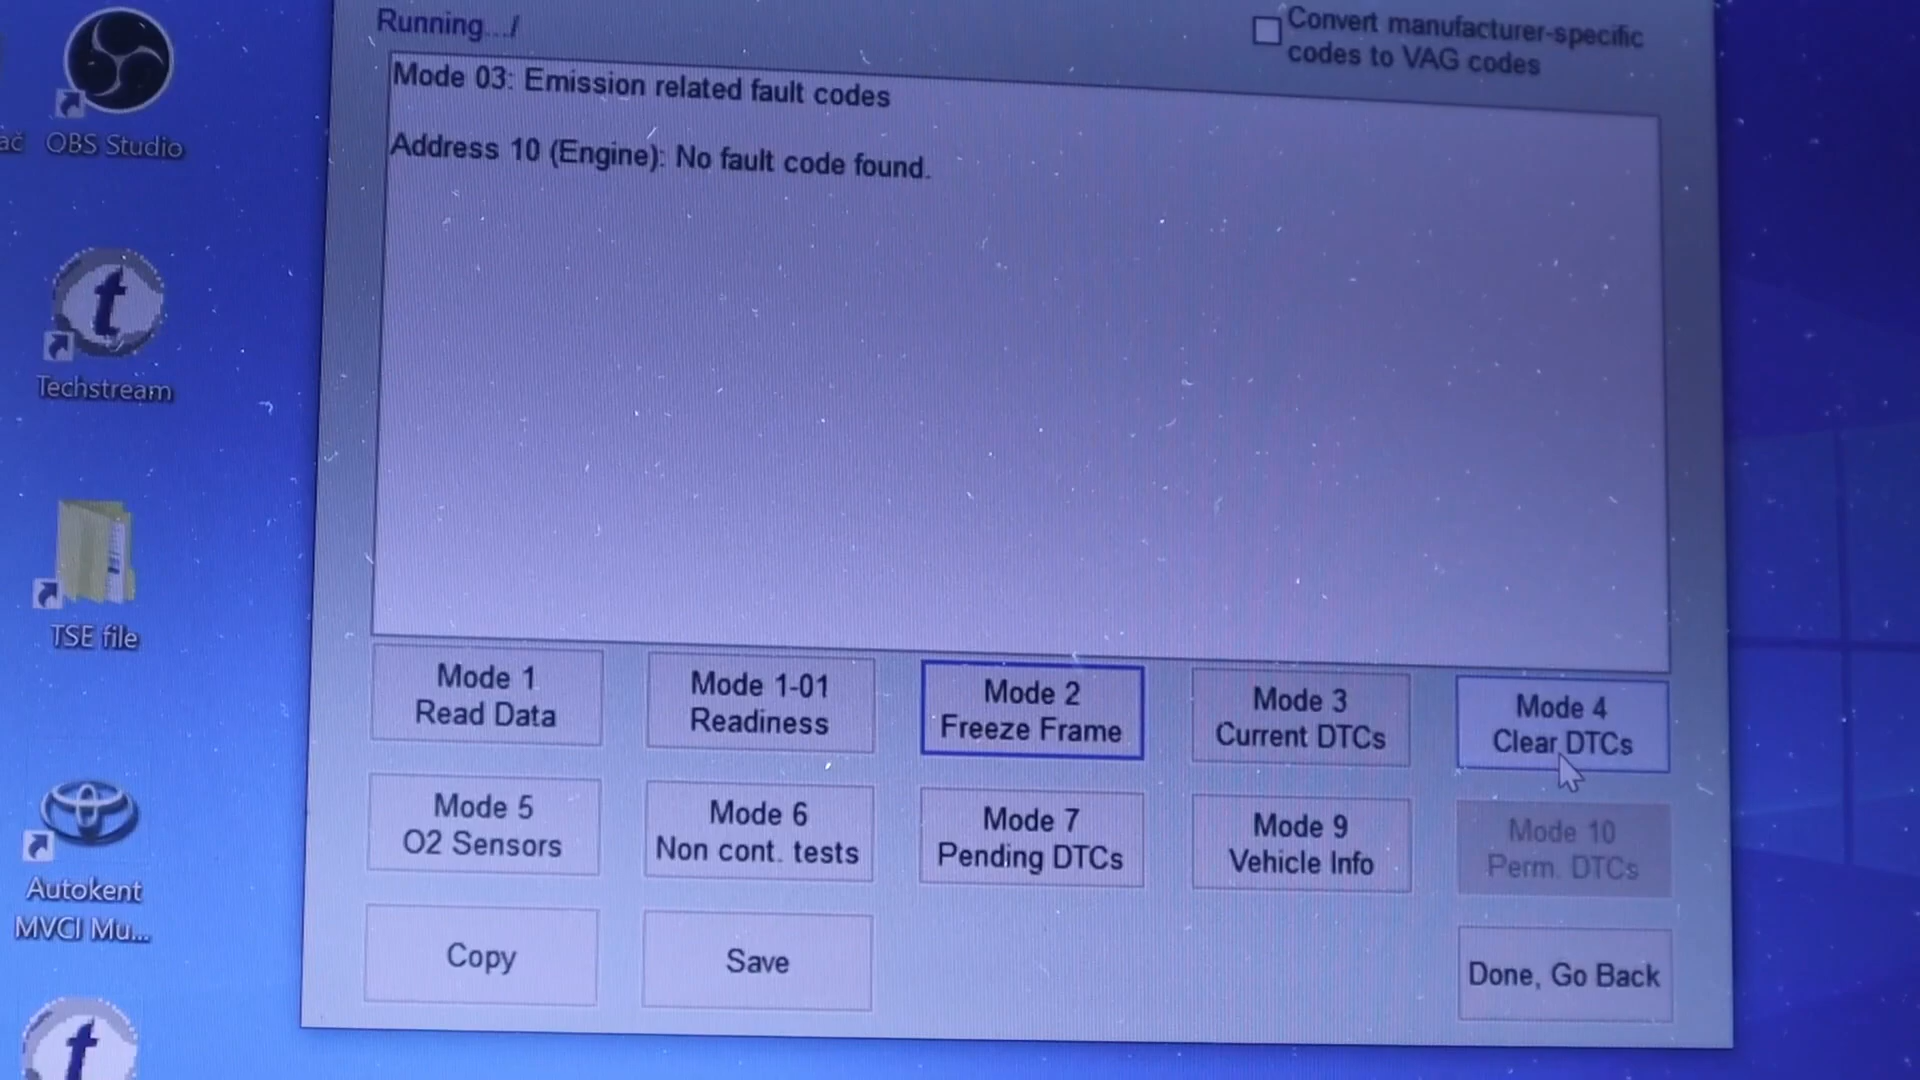 Running.../
Convert manufacturer-specific
codes to VAG codes
Mode 03: Emission related fault codes
Address 10 (Engine): No fault code found.
ač
OBS Studio
t
Techstream
TSE file
Autokent
MVCI Mu...
t
Mode 1
Read Data
Mode 1-01
Readiness
Mode 2
Freeze Frame
Mode 3
Current DTCs
Mode 4
Clear DTCs
Mode 5
O2 Sensors
Mode 6
Non cont. tests
Mode 7
Pending DTCs
Mode 9
Vehicle Info
Mode 10
Perm. DTCs
Copy
Save
Done, Go Back